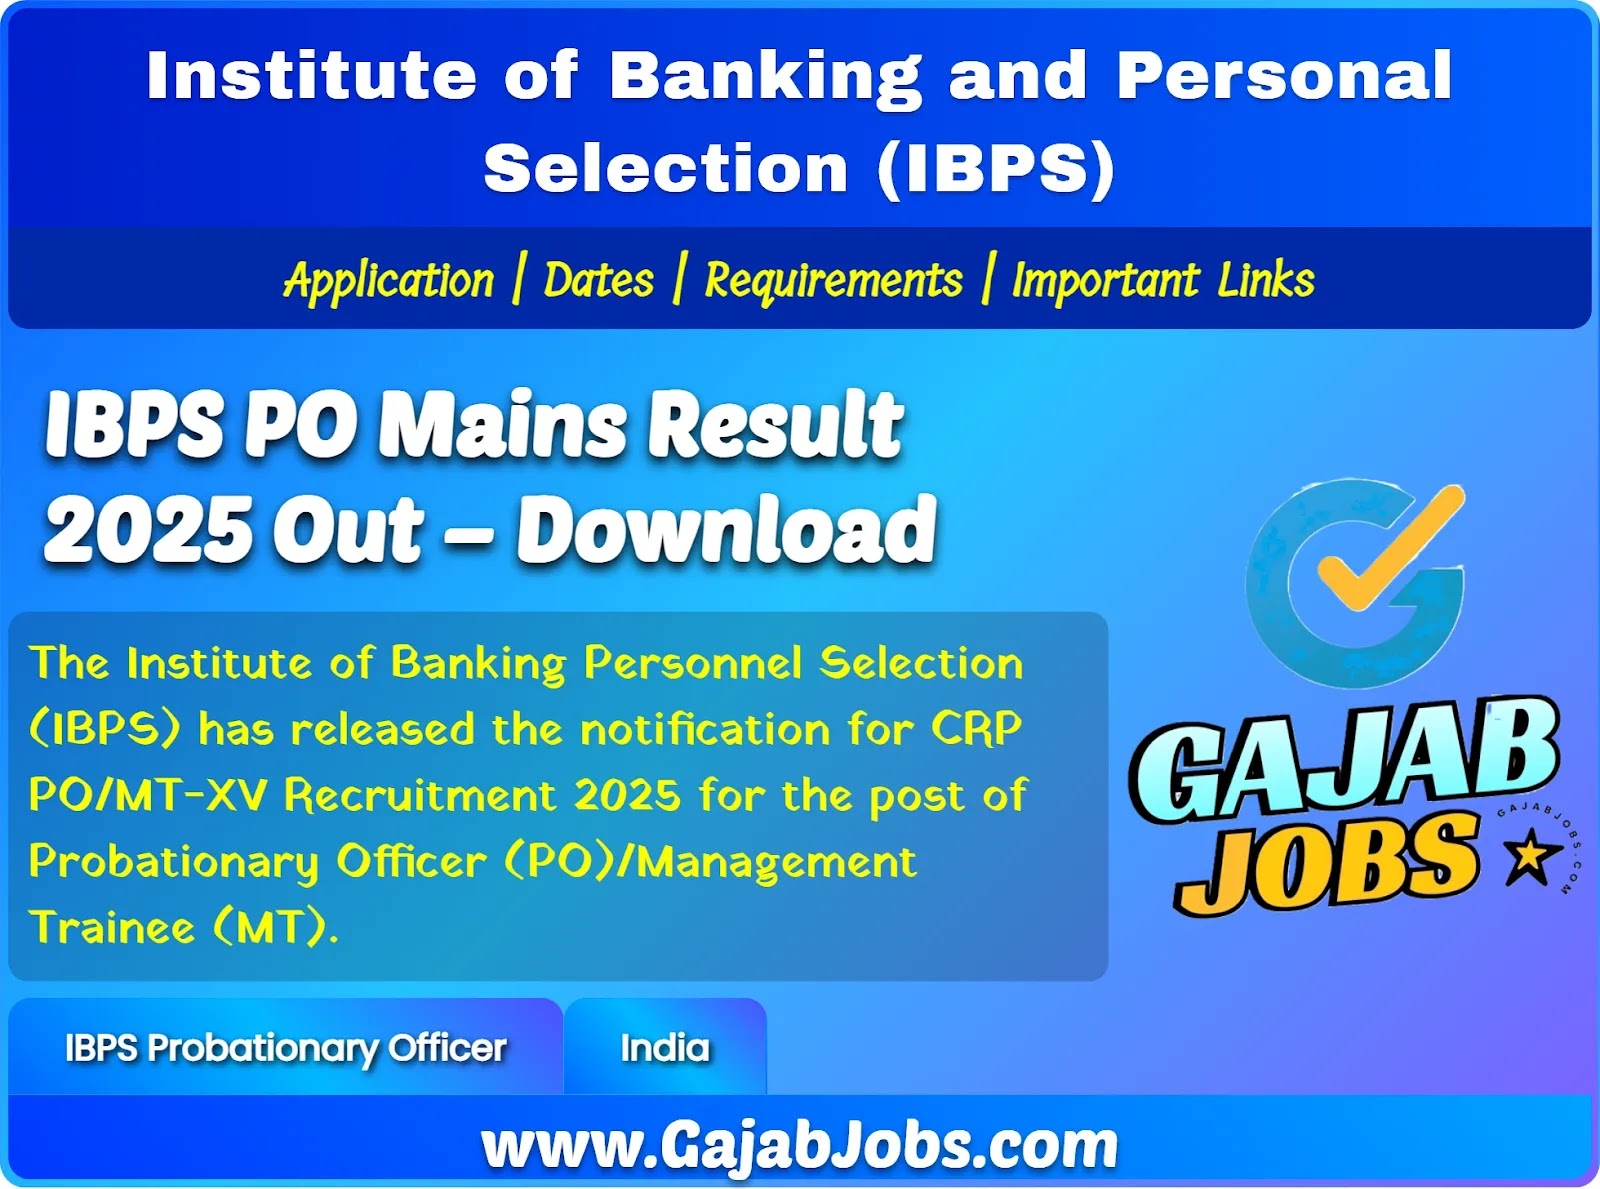 Institute of Banking and Personal
Selection (IBPS)
Application | Dates | Requirements | Important Links
IBPS PO Mains Result
2025 Out – Download
The Institute of Banking Personnel Selection
(IBPS) has released the notification for CRP
PO/MT-XV Recruitment 2025 for the post of
Probationary Officer (PO)/Management
Trainee (MT).
GAJAB
JOBS
GAJABJOBS.COM
IBPS Probationary Officer
India
www.GajabJobs.com